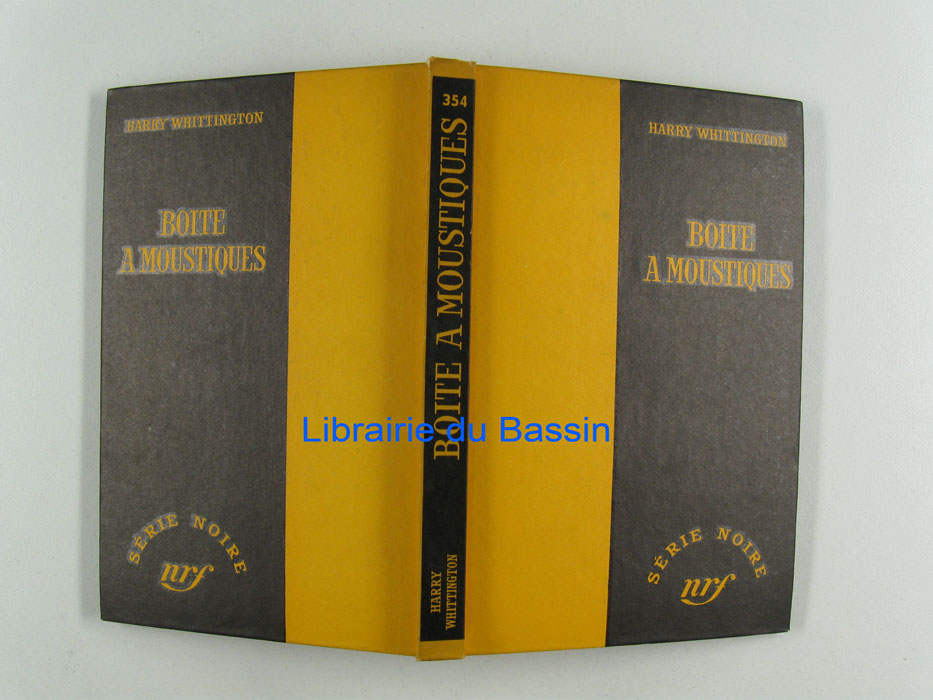 HARRY WHITTINGTON
BOITE
A MOUSTIQUES
SÉRIE NOIRE
nrf
354
BOITE A MOUSTIQUES
HARRY
WHITTINGTON
HARRY WHITTINGTON
BOITE
A MOUSTIQUES
SÉRIE NOIRE
nrf
Librairie du Bassin